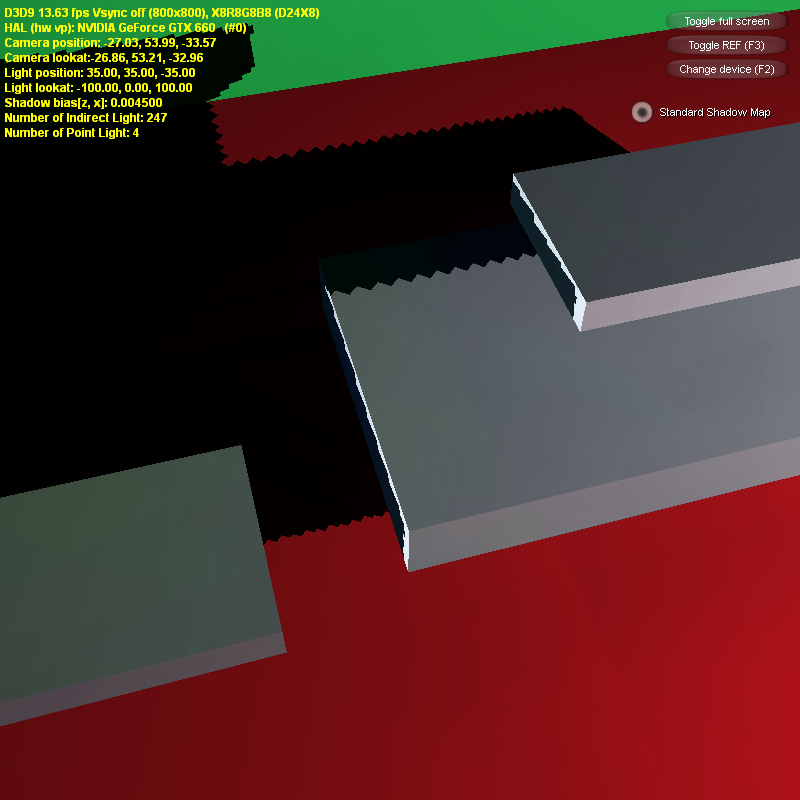 D3D9 13.63 fps Vsync off (800x800), X8R8G8B8 (D24X8)
HAL (hw vp): NVIDIA GeForce GTX 660 (#0)
Camera position: -27.03, 53.99, -33.57
Camera lookat:-26.86, 53.21, -32.96
Light position: 35.00, 35.00, -35.00
Light lookat: -100.00, 0.00, 100.00
Shadow bias[z, x]: 0.004500
Number of Indirect Light: 247
Number of Point Light: 4
Toggle full screen
Toggle REF (F3)
Change device (F2)
Standard Shadow Map